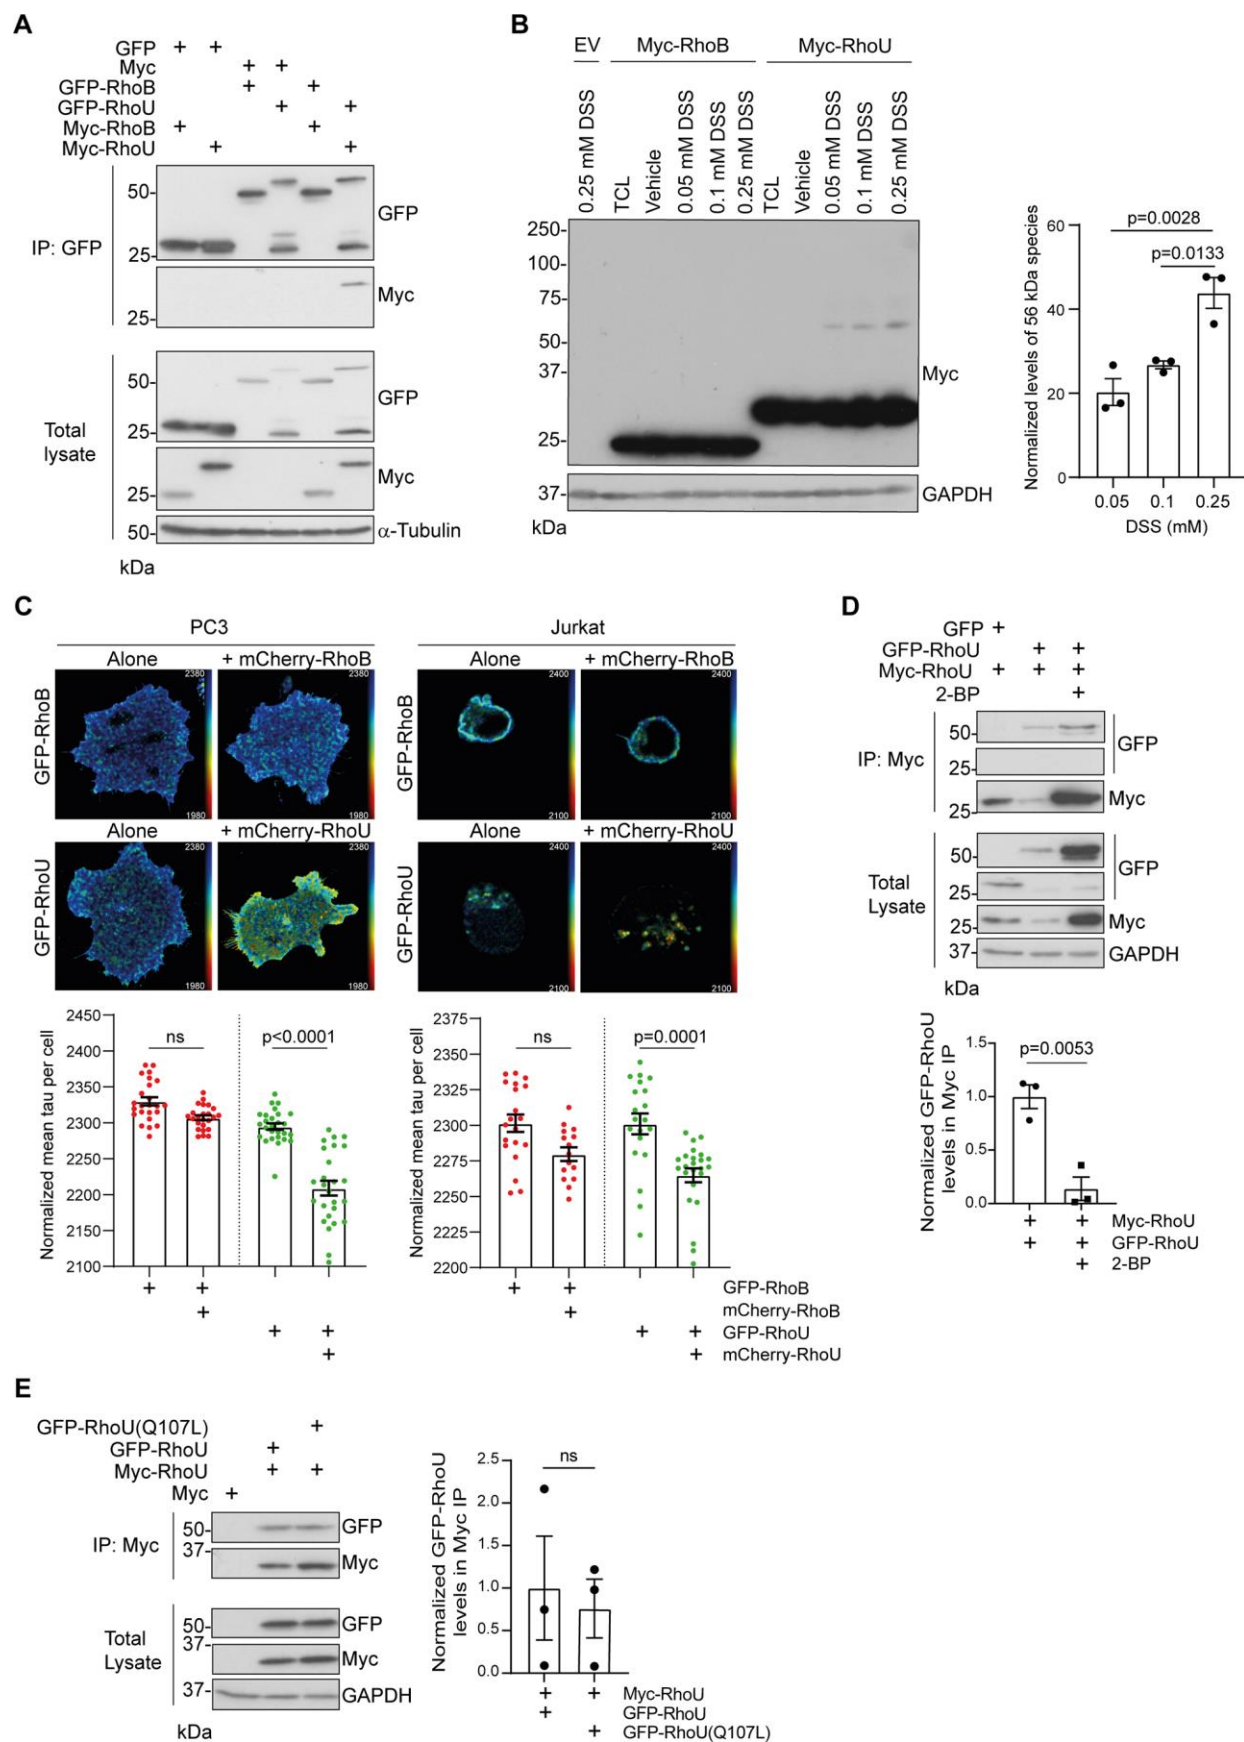 A
GFP + +
Myc + +
GFP-RhoB + +
GFP-RhoU + +
Myc-RhoB + +
Myc-RhoU + +
IP: GFP
50-
25-
GFP
25-
Myc
Total
lysate
50-
25-
GFP
25-
Myc
50-
α-Tubulin
kDa
B
EV Myc-RhoB Myc-RhoU
0.25 mM DSS
TCL
Vehicle
0.05 mM DSS
0.1 mM DSS
0.25 mM DSS
TCL
Vehicle
0.05 mM DSS
0.1 mM DSS
0.25 mM DSS
250-
100-
75-
50-
37-
25-
Myc
37-
GAPDH
kDa
Normalized levels of 56 kDa species
60
40
20
0
p=0.0028
p=0.0133
0.05 0.1 0.25
DSS (mM)
C
PC3
Alone + mCherry-RhoB
GFP-RhoB
2380 2380
1980 1980
Alone + mCherry-RhoU
GFP-RhoU
2380 2380
1980 1980
Jurkat
Alone + mCherry-RhoB
GFP-RhoB
2400 2400
2100 2100
Alone + mCherry-RhoU
GFP-RhoU
2400 2400
2100 2100
Normalized mean tau per cell
2450
2400
2350
2300
2250
2200
2150
2100
ns p<0.0001
Normalized mean tau per cell
2375
2350
2325
2300
2275
2250
2225
2200
ns p=0.0001
+ + + + GFP-RhoB
+ + mCherry-RhoB
+ + + + GFP-RhoU
+ + mCherry-RhoU
D
GFP +
GFP-RhoU + +
Myc-RhoU + + +
2-BP +
IP: Myc
50-
25-
GFP
25-
Myc
Total
Lysate
50-
25-
GFP
25-
Myc
37-
GAPDH
kDa
Normalized GFP-RhoU
levels in Myc IP
1.5
1.0
0.5
0.0
p=0.0053
+ + Myc-RhoU
+ + GFP-RhoU
+ 2-BP
E
GFP-RhoU(Q107L) +
GFP-RhoU +
Myc-RhoU + +
Myc +
IP: Myc
50-
GFP
37-
Myc
Total
Lysate
50-
GFP
37-
Myc
37-
GAPDH
kDa
Normalized GFP-RhoU
levels in Myc IP
2.5
2.0
1.5
1.0
0.5
0.0
ns
+ + Myc-RhoU
+ GFP-RhoU
+ GFP-RhoU(Q107L)